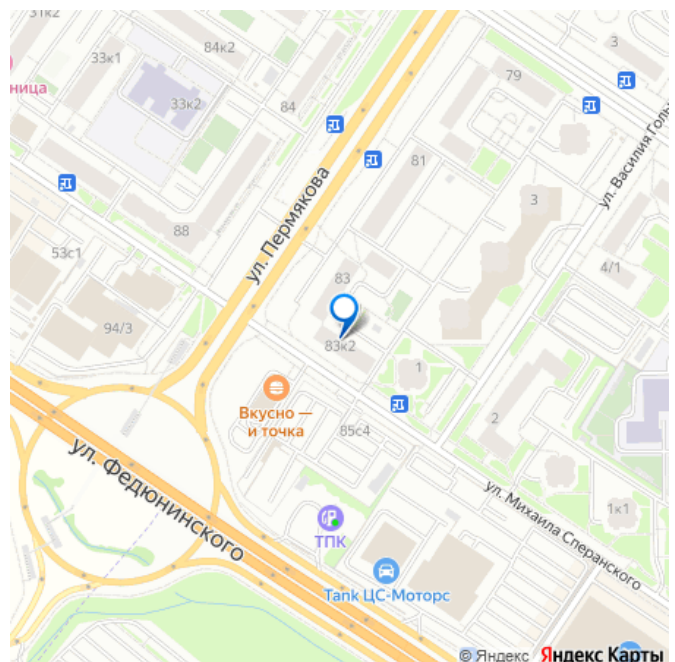 31к2
84к2
3
33к1
79
ница
33к2
84
81
ул. Василия Голь
ул. Пермякова
3
88
53с1
4/1
83
94/3
83к2
1
Вкусно —
и точка
2
85с4
ул. Федюнинского
ул. Михаила Сперанского
1к1
ТПК
Tank ЦС-Моторс
© Яндекс Яндекс Карты